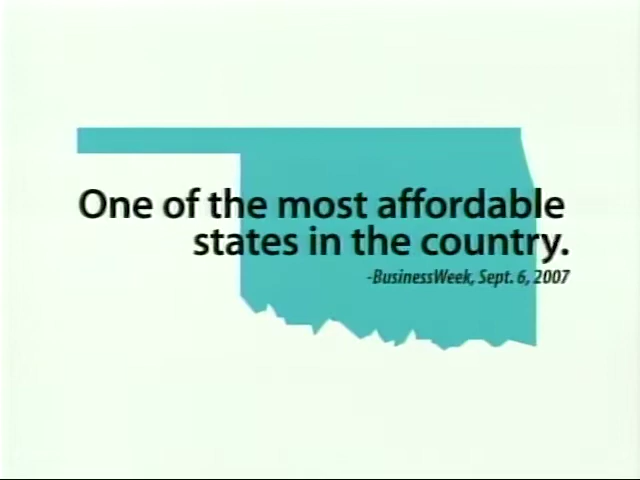 One of the most affordable
states in the country.
-BusinessWeek, Sept. 6, 2007